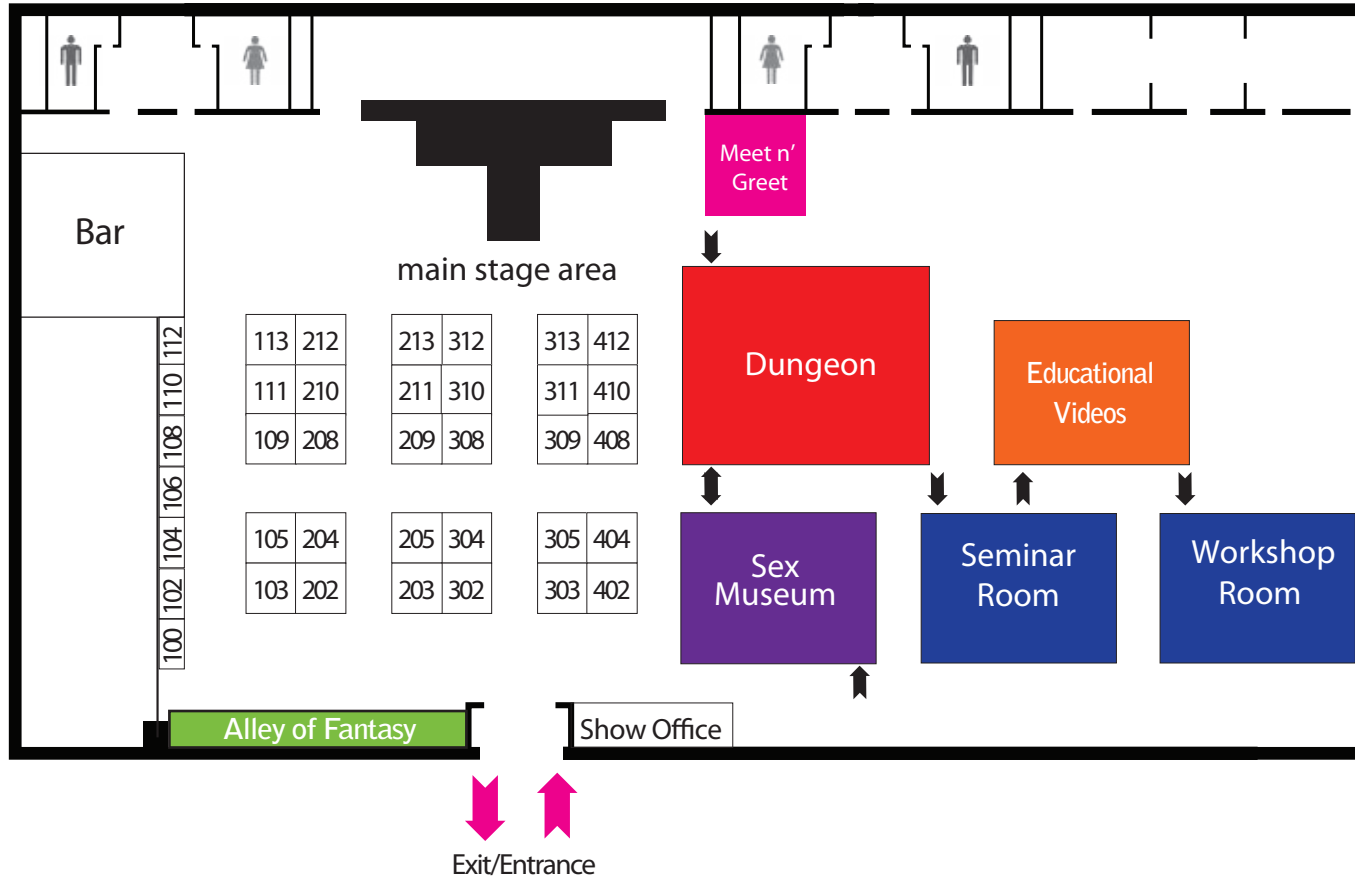 Meet n'
Greet
Bar
main stage area
112
110
108
106
104
102
100
113 212
111 210
109 208
213 312
211 310
209 308
313 412
311 410
309 408
105 204
103 202
205 304
203 302
305 404
303 402
Dungeon
Educational
Videos
Sex
Museum
Seminar
Room
Workshop
Room
Alley of Fantasy
Show Office
Exit/Entrance